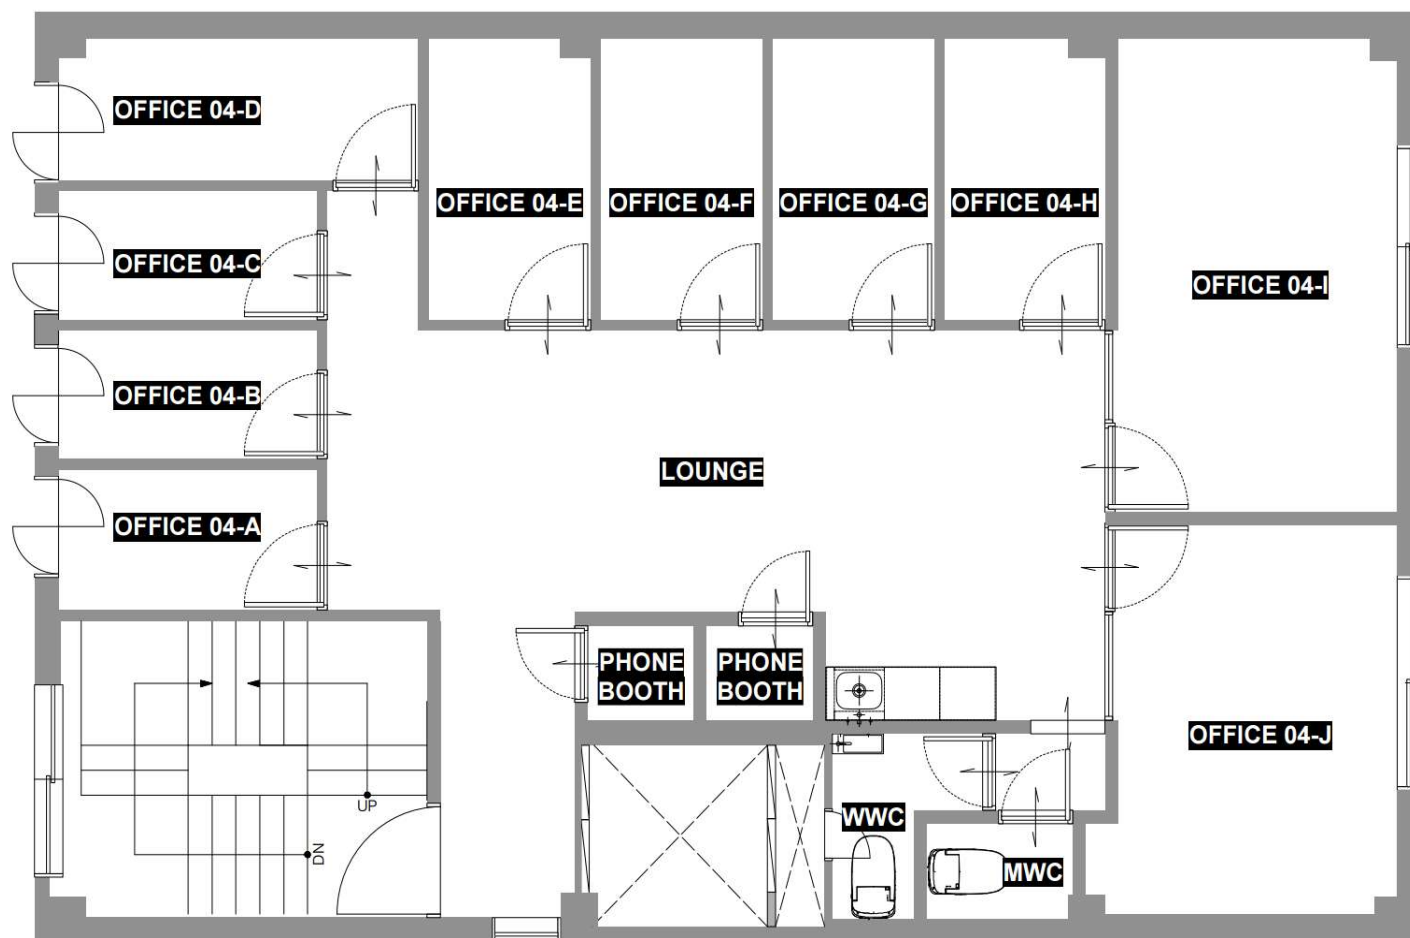 OFFICE 04-D
OFFICE 04-E
OFFICE 04-F
OFFICE 04-G
OFFICE 04-H
OFFICE 04-C
OFFICE 04-I
OFFICE 04-B
LOUNGE
OFFICE 04-A
PHONE
BOOTH
PHONE
BOOTH
OFFICE 04-J
UP
DN
WWC
MWC